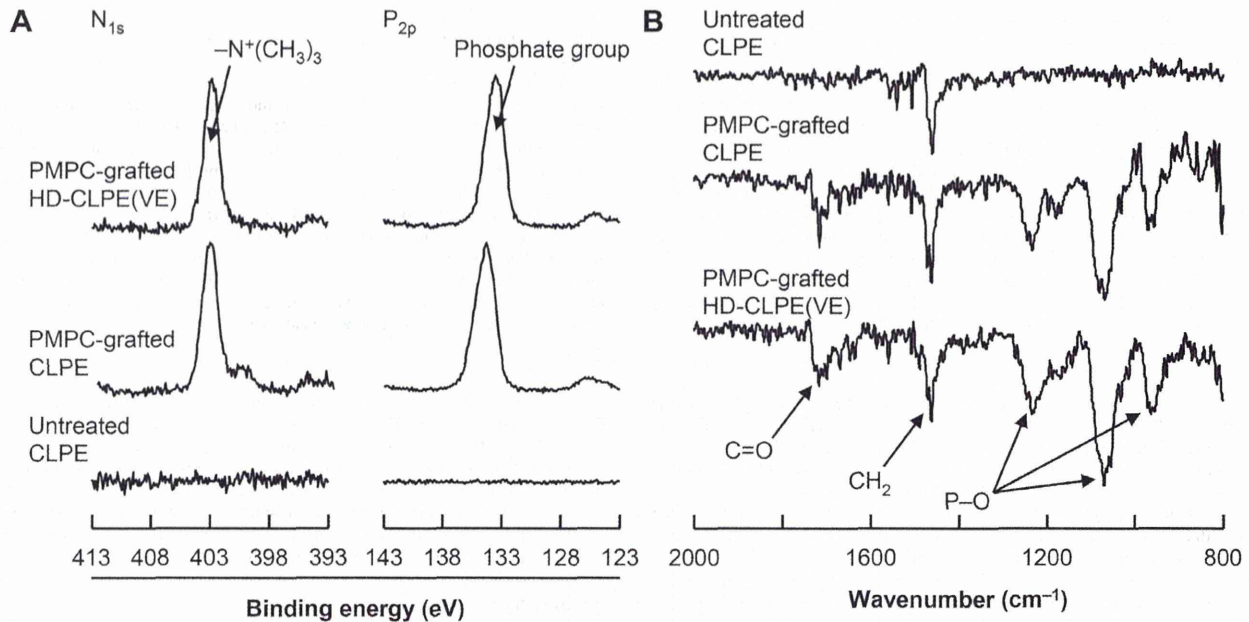 A
N1s
P2p
–N+(CH3)3
Phosphate group
PMPC-grafted
HD-CLPE(VE)
PMPC-grafted
CLPE
Untreated
CLPE
413 408 403 398 393
143 138 133 128 123
Binding energy (eV)
B
Untreated
CLPE
PMPC-grafted
CLPE
PMPC-grafted
HD-CLPE(VE)
C=O
CH2
P–O
2000 1600 1200 800
Wavenumber (cm–1)